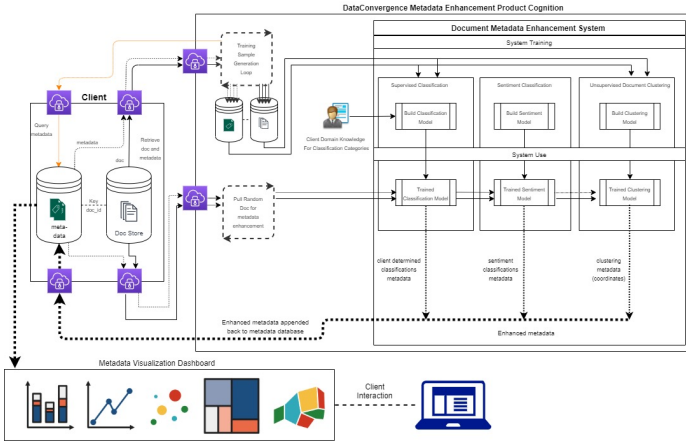 DataConvergence Metadata Enhancement Product Cognition
Document Metadata Enhancement System
System Training
Training
Sample
Generation
Loop
Supervised Classification
Sentiment Classification
Unsupervised Document Clustering
Client
Build Classification
Model
Build Sentiment
Model
Build Clustering
Model
Query
metadata
metadata
doc
Retrieve
doc and
metadata
Client Domain Knowledge
For Classification Categories
System Use
Key
doc_id
meta-
data
Doc Store
Pull Random
Doc for
metadata
enhancement
Trained
Classification Model
Trained Sentiment
Model
Trained Clustering
Model
client determined
classifications
metadata
sentiment
classifications
metadata
clustering
metadata
(coordinates)
Enhanced metadata appended
back to metadata database
Enhanced metadata
Metadata Visualization Dashboard
Client
Interaction